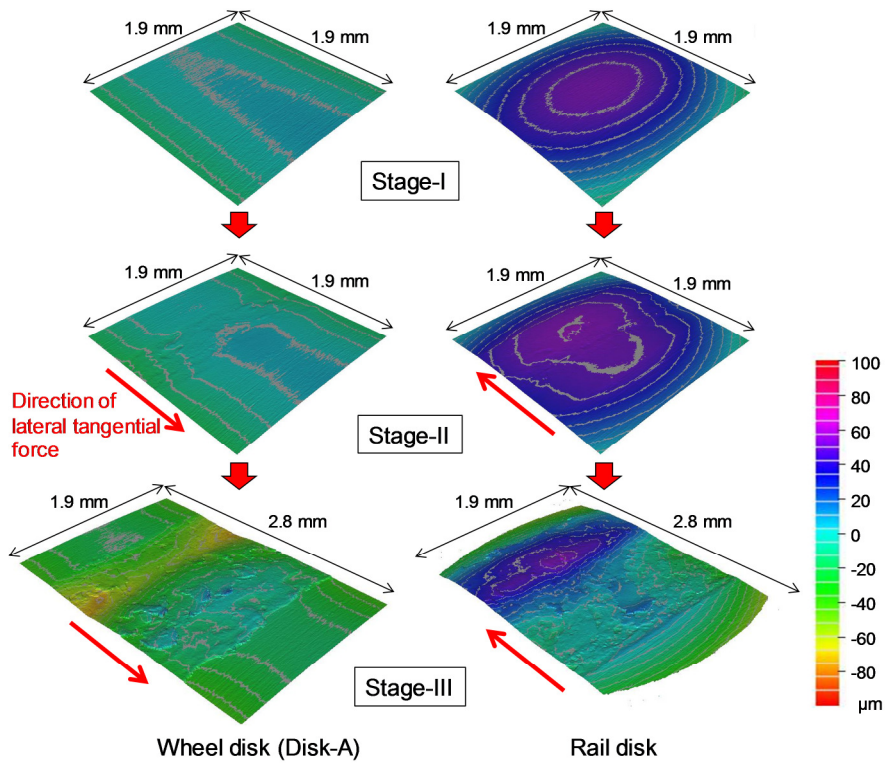 1.9 mm
1.9 mm
1.9 mm
1.9 mm
Stage-I
1.9 mm
1.9 mm
1.9 mm
1.9 mm
Direction of
lateral tangential
force
Stage-II
1.9 mm
2.8 mm
1.9 mm
2.8 mm
Stage-III
100
80
60
40
20
0
-20
-40
-60
-80
µm
Wheel disk (Disk-A)
Rail disk